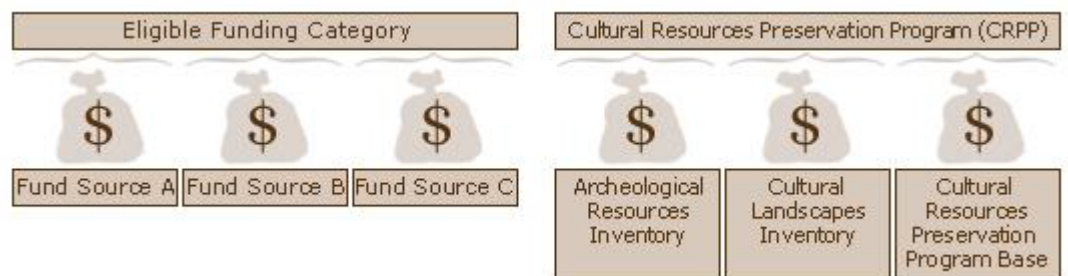 Eligible Funding Category
$ $ $
Fund Source A
Fund Source B
Fund Source C
Cultural Resources Preservation Program (CRPP)
$ $ $
Archeological
Resources
Inventory
Cultural
Landscapes
Inventory
Cultural
Resources
Preservation
Program Base